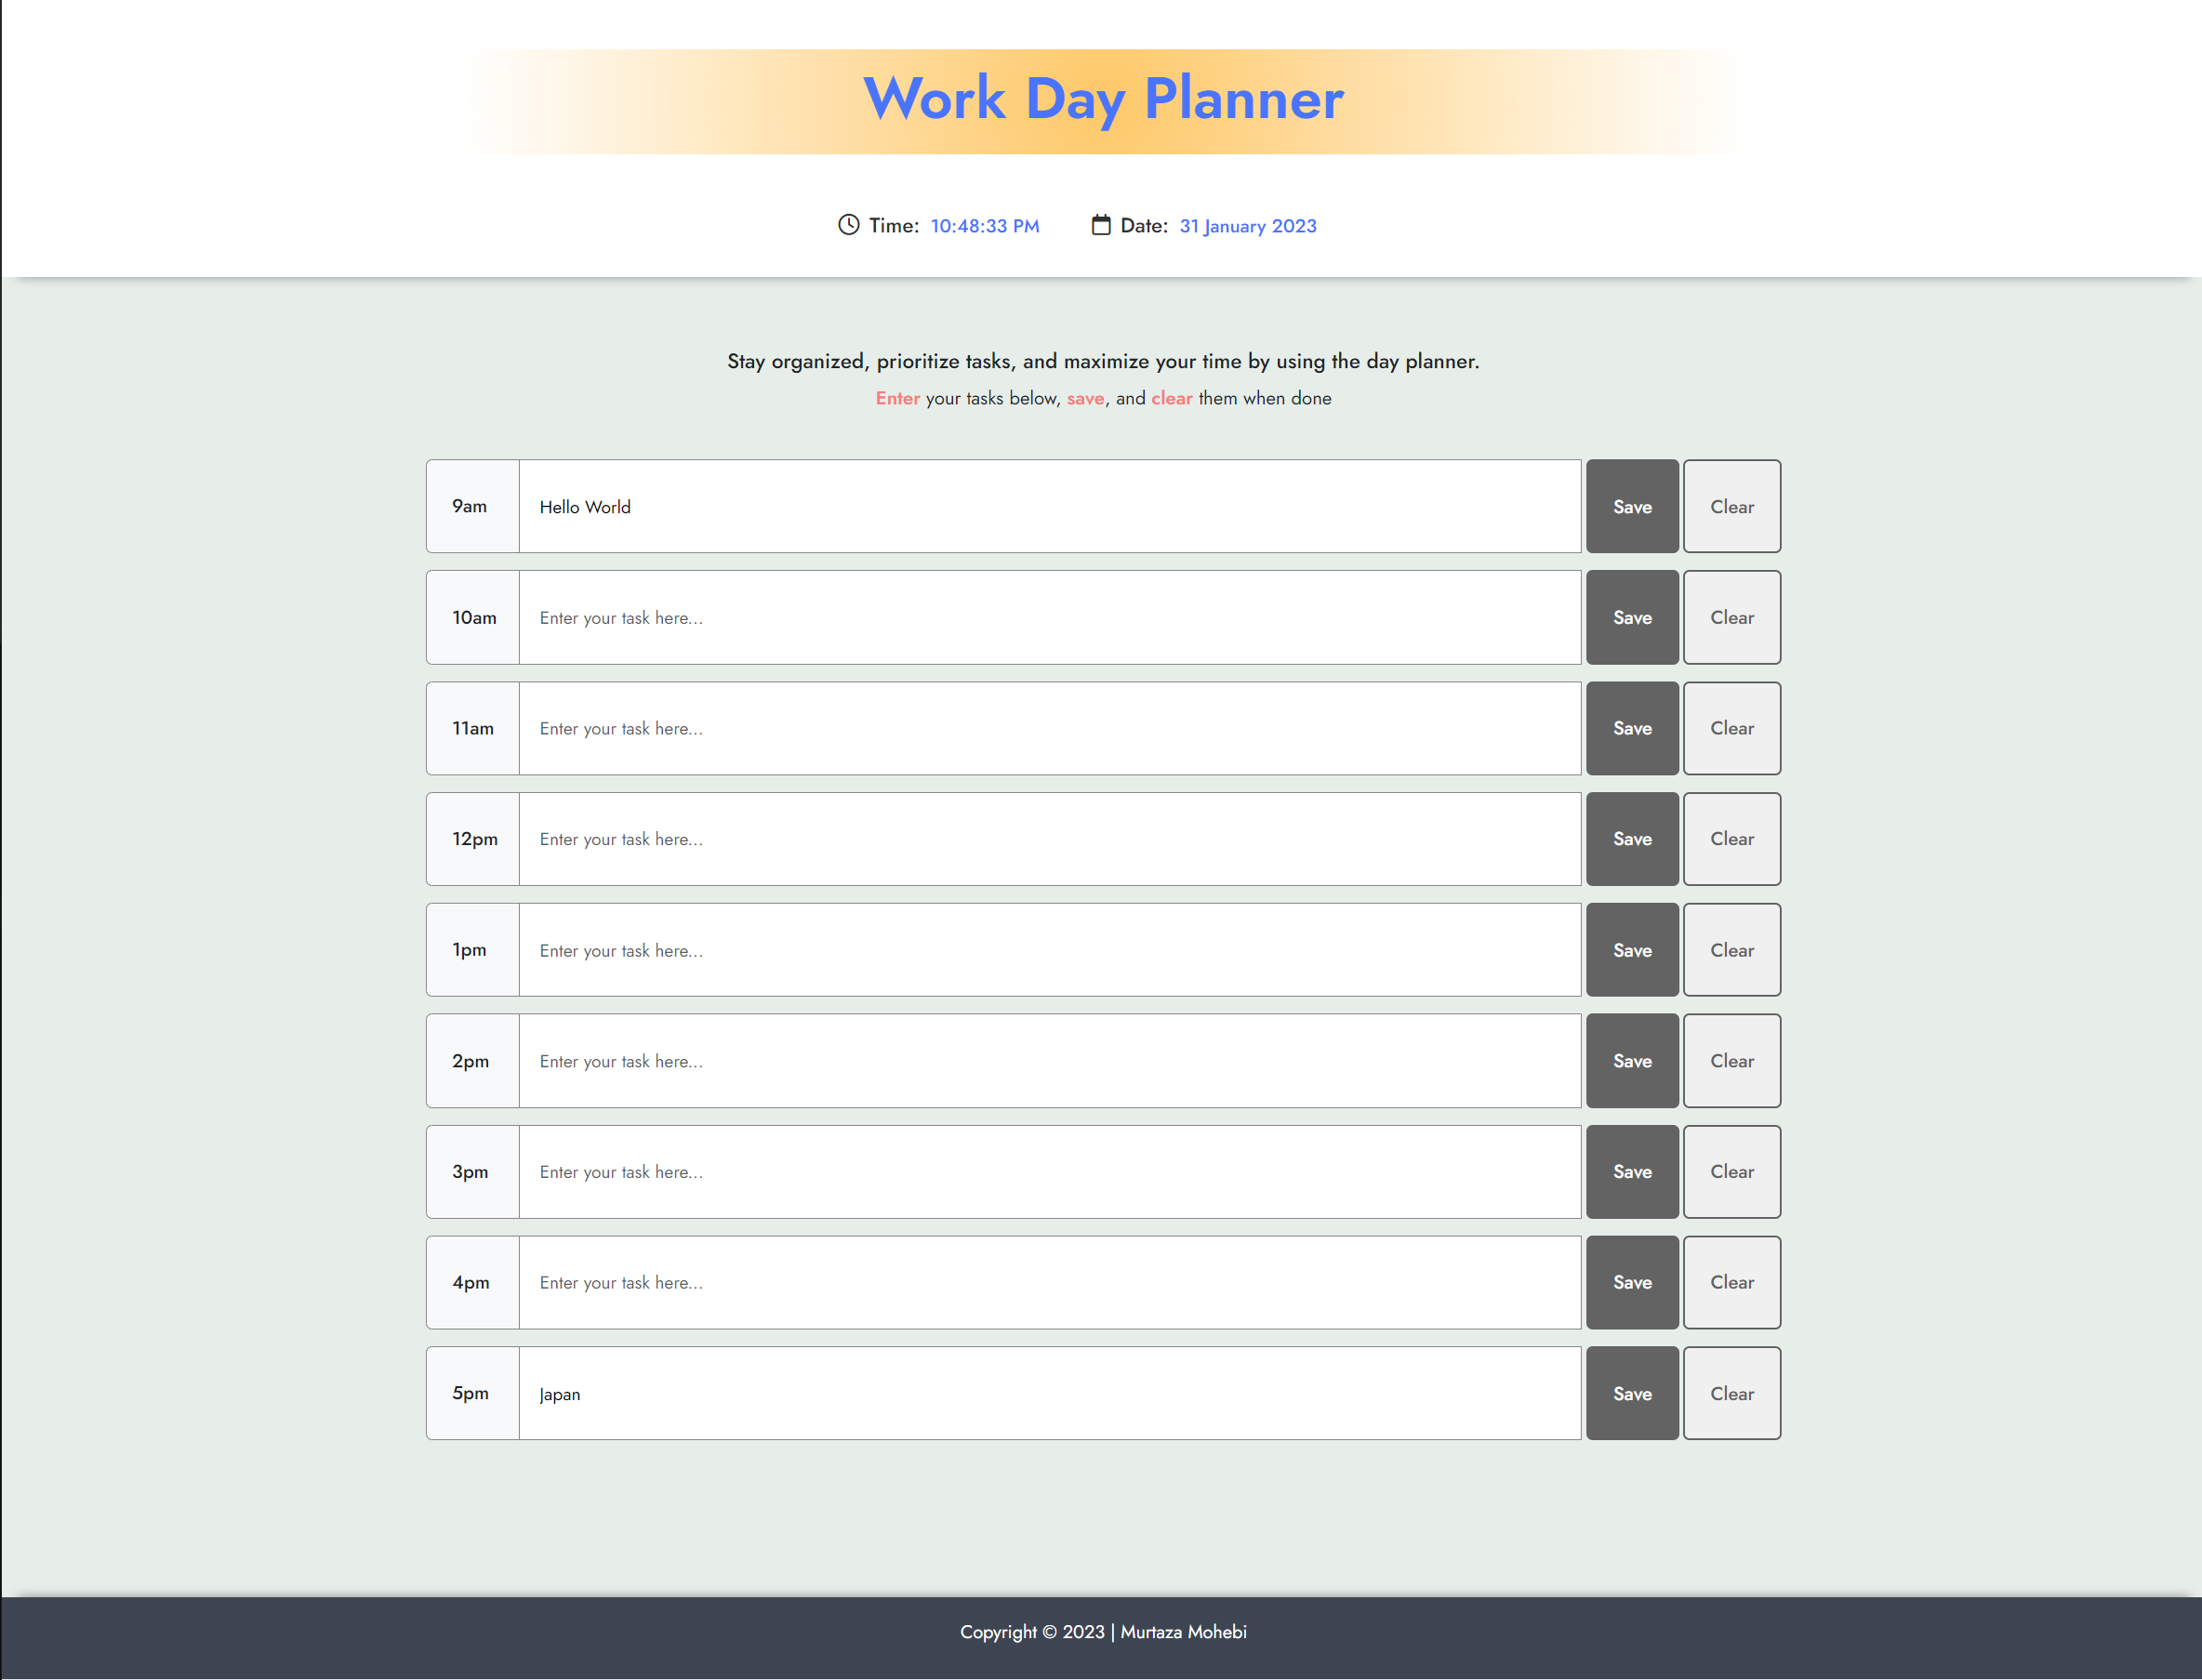 Work Day Planner
Time: 10:48:33 PM Date: 31 January 2023
Stay organized, prioritize tasks, and maximize your time by using the day planner.
Enter your tasks below, save, and clear them when done
9am Hello World Save Clear
10am Enter your task here... Save Clear
11am Enter your task here... Save Clear
12pm Enter your task here... Save Clear
1pm Enter your task here... Save Clear
2pm Enter your task here... Save Clear
3pm Enter your task here... Save Clear
4pm Enter your task here... Save Clear
5pm Japan Save Clear
Copyright © 2023 | Murtaza Mohebi